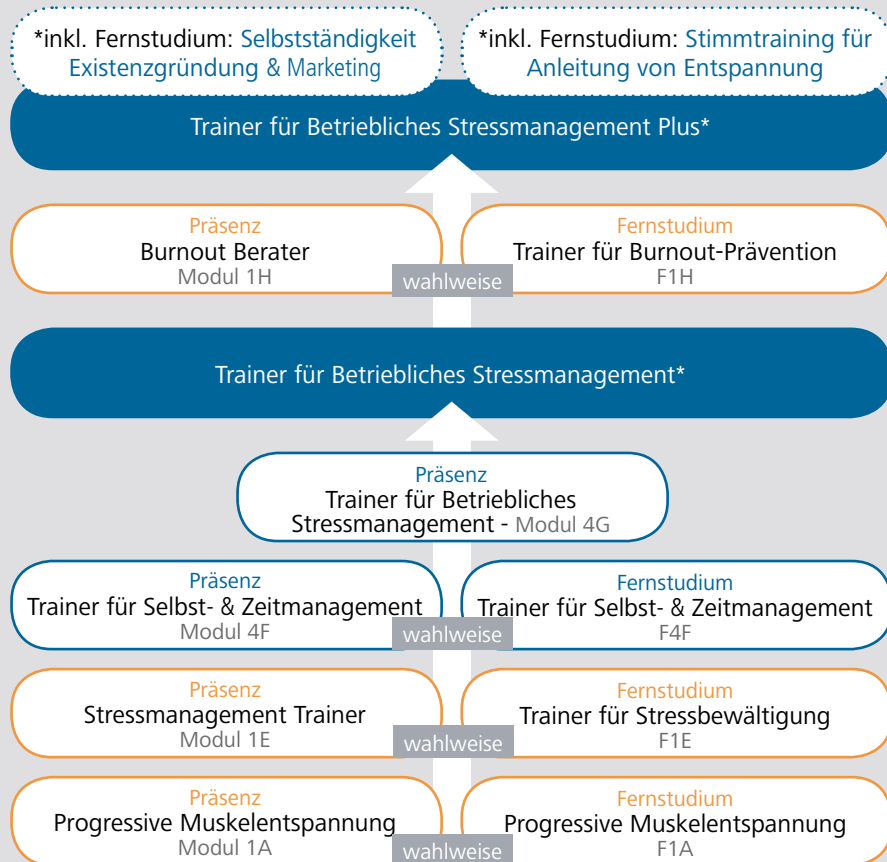 *inkl. Fernstudium: Selbstständigkeit
Existenzgründung & Marketing
*inkl. Fernstudium: Stimmtraining für
Anleitung von Entspannung
Trainer für Betriebliches Stressmanagement Plus*
Präsenz
Burnout Berater
Modul 1H
Fernstudium
Trainer für Burnout-Prävention
F1H
wahlweise
Trainer für Betriebliches Stressmanagement*
Präsenz
Trainer für Betriebliches
Stressmanagement - Modul 4G
Präsenz
Trainer für Selbst- & Zeitmanagement
Modul 4F
Fernstudium
Trainer für Selbst- & Zeitmanagement
F4F
wahlweise
Präsenz
Stressmanagement Trainer
Modul 1E
Fernstudium
Trainer für Stressbewältigung
F1E
wahlweise
Präsenz
Progressive Muskelentspannung
Modul 1A
Fernstudium
Progressive Muskelentspannung
F1A
wahlweise